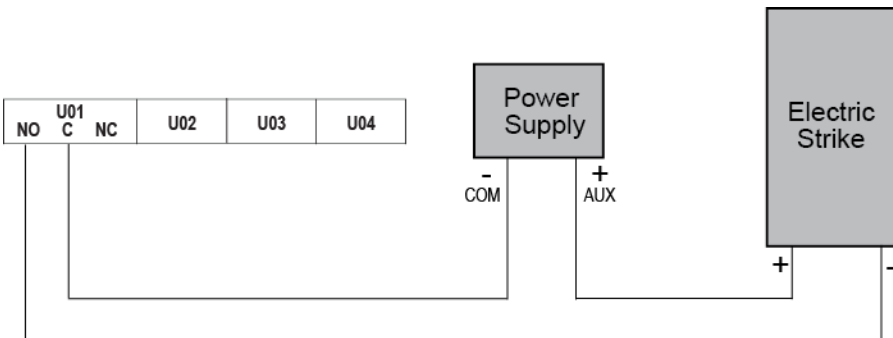 U01
NO C NC
U02
U03
U04
Power
Supply
-
+
COM
AUX
Electric
Strike
+
-